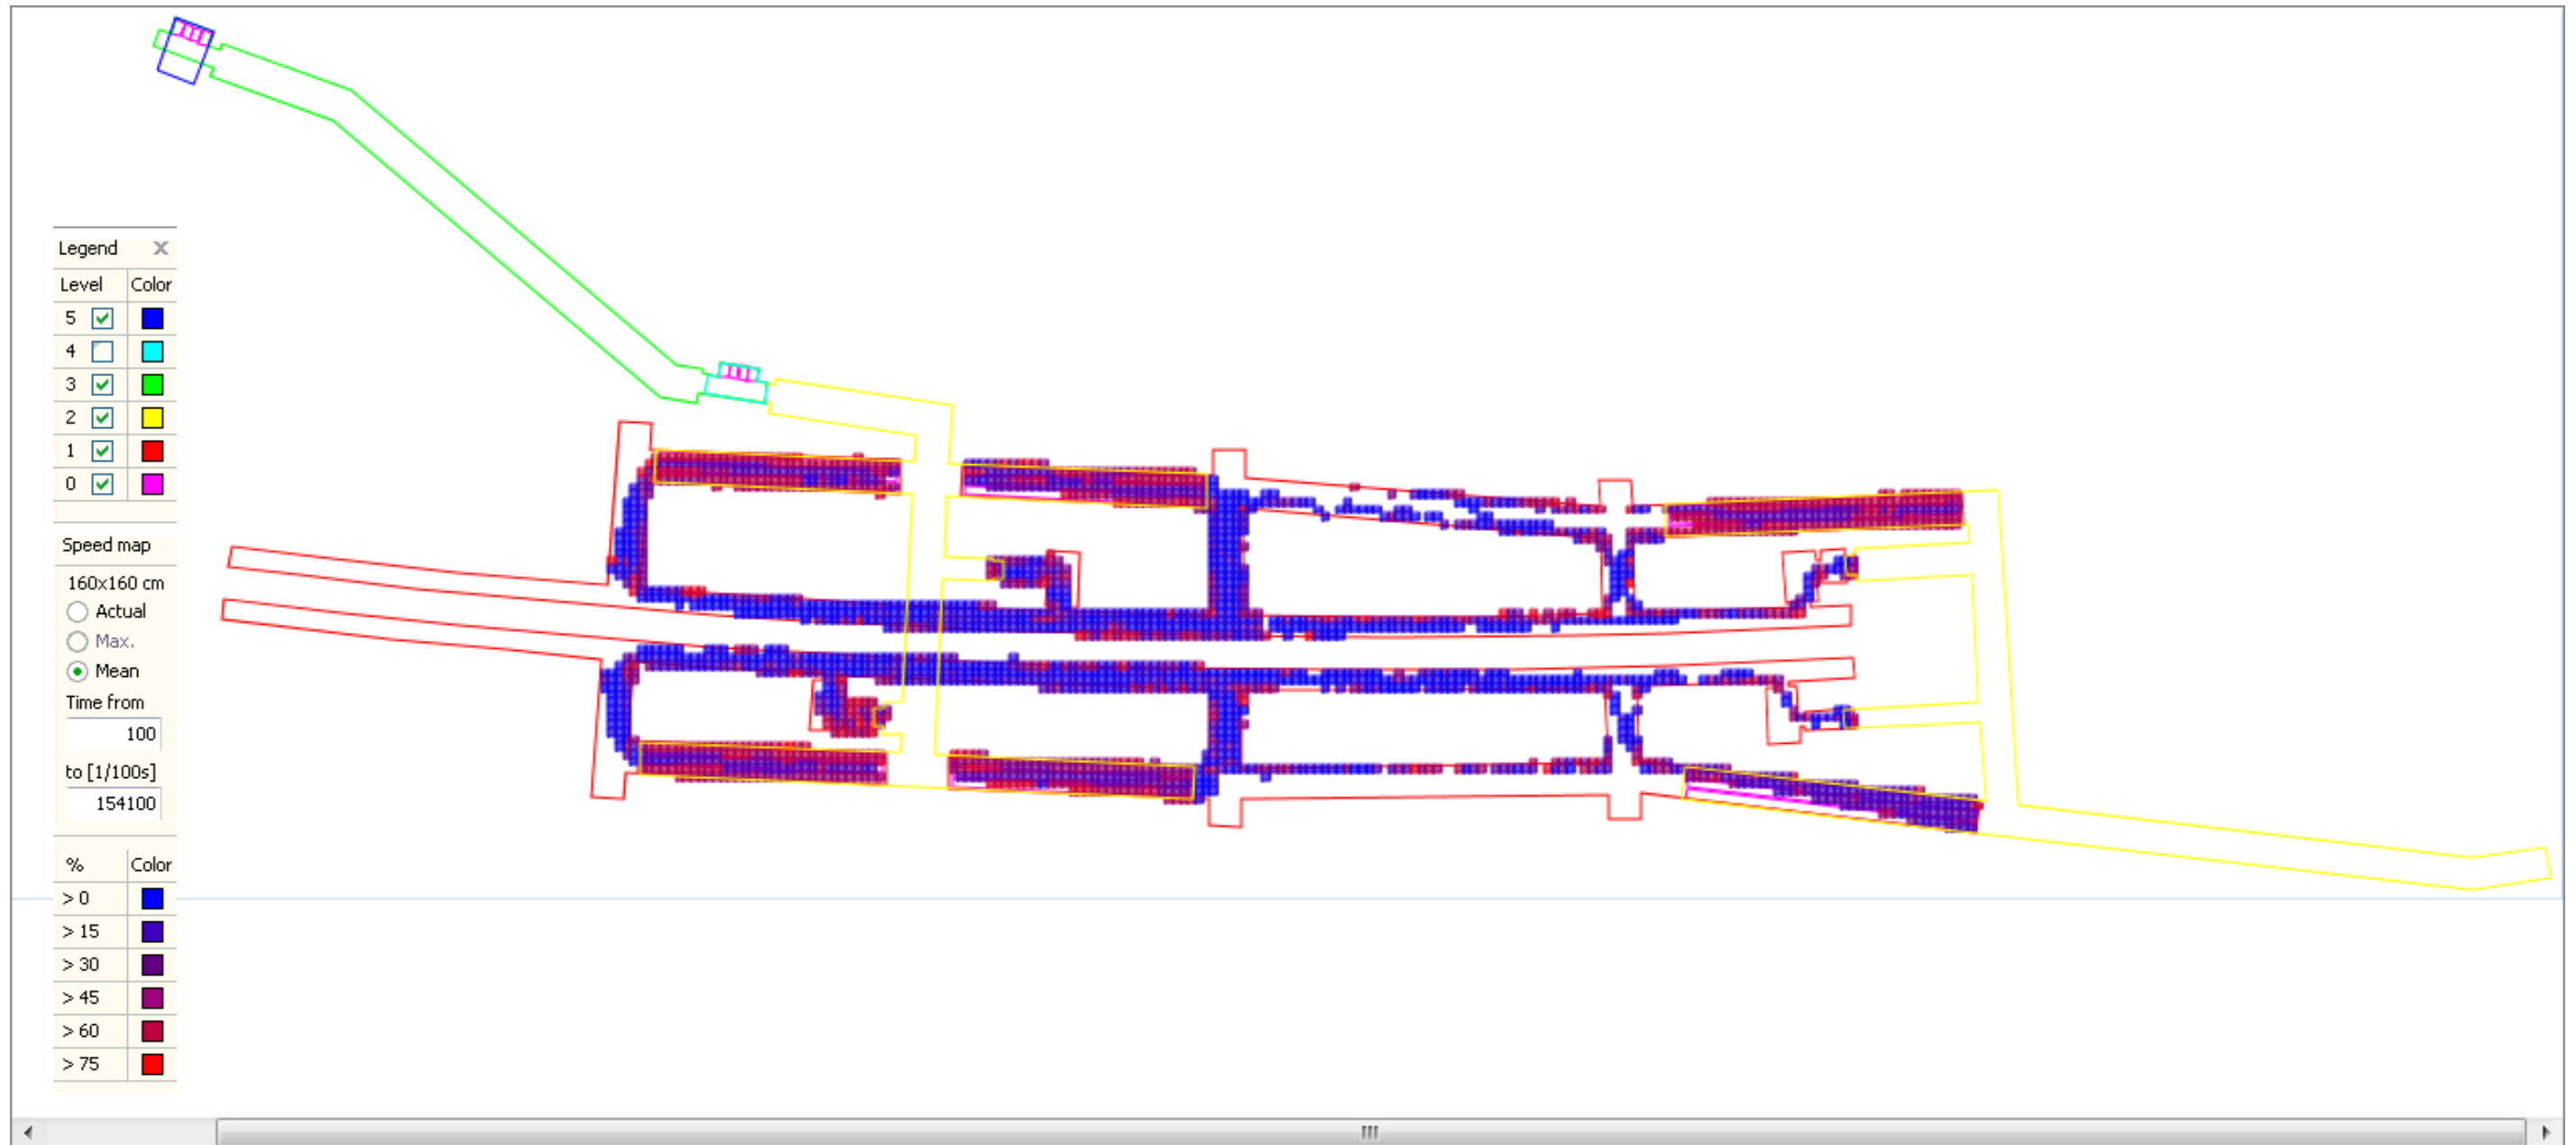 Legend X
Level Color
5
4
3
2
1
0
Speed map
160x160 cm
Actual
Max.
Mean
Time from
100
to [1/100s]
154100
% Color
> 0
> 15
> 30
> 45
> 60
> 75